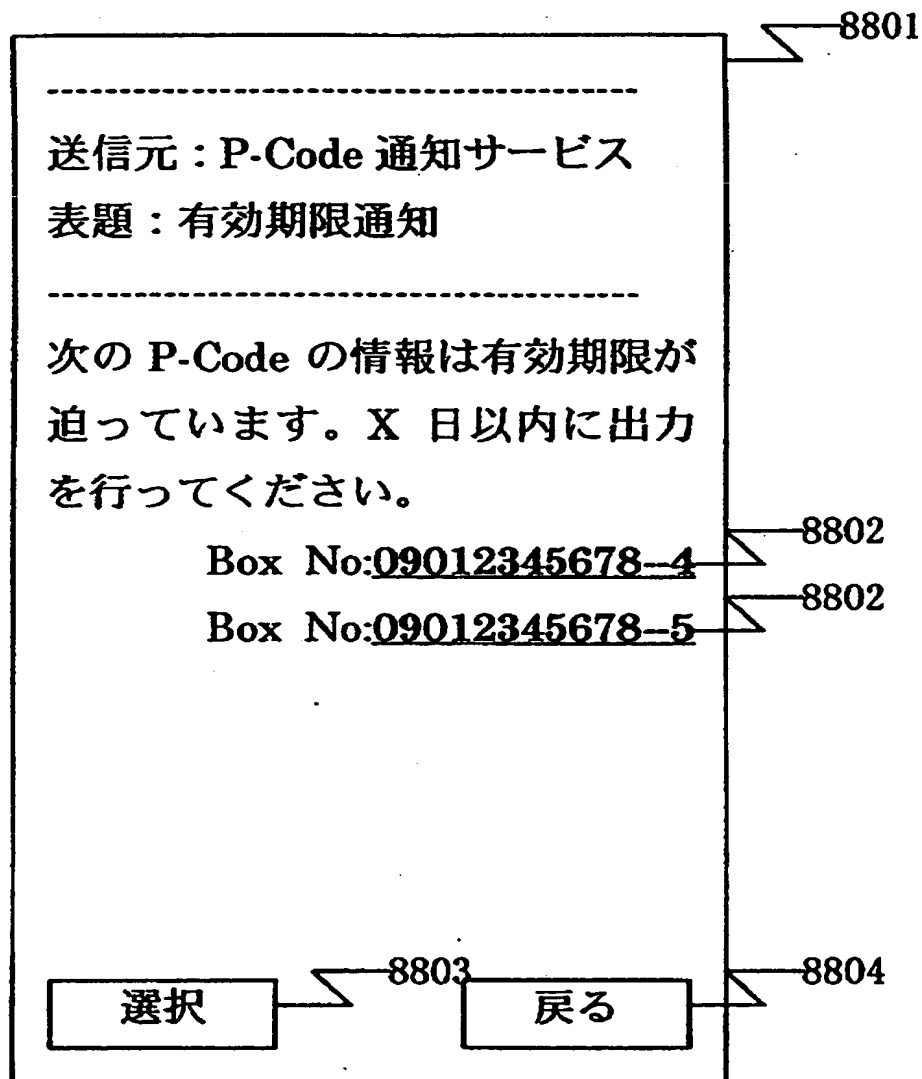 8801
--------------------------------------
送信元：P-Code 通知サービス
表題：有効期限通知
--------------------------------------
次の P-Code の情報は有効期限が
迫っています。X 日以内に出力
を行ってください。
Box No:09012345678--4 8802
Box No:09012345678--5 8802
選択 8803 戻る 8804